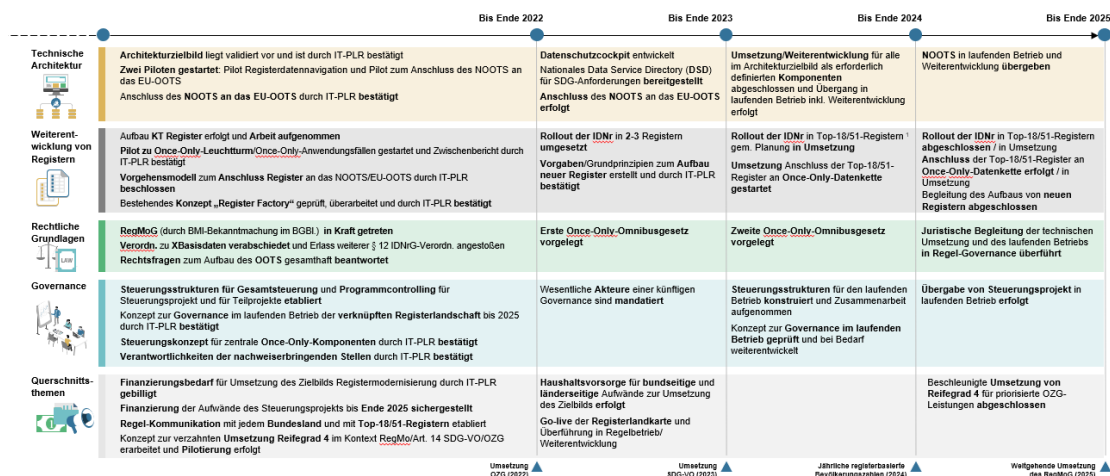 Bis Ende 2022
Bis Ende 2023
Bis Ende 2024
Bis Ende 2025
Technische
Architektur
Architekturzielbild liegt validiert vor und ist durch IT-PLR bestätigt
Zwei Piloten gestartet: Pilot Registerdatennavigation und Pilot zum Anschluss des NOOTS an
das EU-OOTS
Anschluss des NOOTS an das EU-OOTS durch IT-PLR bestätigt
Datenschutzcockpit entwickelt
Nationales Data Service Directory (DSD)
für SDG-Anforderungen bereitgestellt
Anschluss des NOOTS an das EU-OOTS
erfolgt
Umsetzung/Weiterentwicklung für alle
im Architekturzielbild als erforderlich
definierten Komponenten
abgeschlossen und Übergang in
laufenden Betrieb inkl. Weiterentwicklung
erfolgt
NOOTS in laufenden Betrieb und
Weiterentwicklung übergeben
Weiterent-
wicklung von
Registern
Aufbau KT Register erfolgt und Arbeit aufgenommen
Pilot zu Once-Only-Leuchtturm/Once-Only-Anwendungsfällen gestartet und Zwischenbericht durch
IT-PLR bestätigt
Vorgehensmodell zum Anschluss Register an das NOOTS/EU-OOTS durch IT-PLR
beschlossen
Bestehendes Konzept „Register Factory“ geprüft, überarbeitet und durch IT-PLR bestätigt
Rollout der IDNr in 2-3 Registern
umgesetzt
Vorgaben/Grundprinzipien zum Aufbau
neuer Register erstellt und durch IT-PLR
bestätigt
Rollout der IDNr in Top-18/51-Registern ¹
gem. Planung in Umsetzung
Umsetzung Anschluss der Top-18/51-
Register an Once-Only-Datenkette
gestartet
Rollout der IDNr in Top-18/51-Registern
abgeschlossen / in Umsetzung
Anschluss der Top-18/51-Register an
Once-Only-Datenkette erfolgt / in
Umsetzung
Begleitung des Aufbaus von neuen
Registern abgeschlossen
Rechtliche
Grundlagen
RegMoG (durch BMI-Bekanntmachung im BGBl.) in Kraft getreten
Verordn. zu XBasisdaten verabschiedet und Erlass weiterer § 12 IDNrG-Verordn. angestoßen
Rechtsfragen zum Aufbau des OOTS gesamthaft beantwortet
Erste Once-Only-Omnibusgesetz
vorgelegt
Zweite Once-Only-Omnibusgesetz
vorgelegt
Juristische Begleitung der technischen
Umsetzung und des laufenden Betriebs
in Regel-Governance überführt
LAW
Governance
Steuerungsstrukturen für Gesamtsteuerung und Programmcontrolling für
Steuerungsprojekt und für Teilprojekte etabliert
Konzept zur Governance im laufenden Betrieb der verknüpften Registerlandschaft bis 2025
durch IT-PLR bestätigt
Steuerungskonzept für zentrale Once-Only-Komponenten durch IT-PLR bestätigt
Verantwortlichkeiten der nachweiserbringenden Stellen durch IT-PLR bestätigt
Wesentliche Akteure einer künftigen
Governance sind mandatiert
Steuerungsstrukturen für den laufenden
Betrieb konstruiert und Zusammenarbeit
aufgenommen
Konzept zur Governance im laufenden
Betrieb geprüft und bei Bedarf
weiterentwickelt
Übergabe von Steuerungsprojekt in
laufenden Betrieb erfolgt
Querschnitts-
themen
Finanzierungsbedarf für Umsetzung des Zielbilds Registermodernisierung durch IT-PLR
gebilligt
Finanzierung der Aufwände des Steuerungsprojekts bis Ende 2025 sichergestellt
Regel-Kommunikation mit jedem Bundesland und mit Top-18/51-Registern etabliert
Konzept zur verzahnten Umsetzung Reifegrad 4 im Kontext RegMo/Art. 14 SDG-VO/OZG
erarbeitet und Pilotierung erfolgt
Haushaltsvorsorge für bundseitige und
länderseitige Aufwände zur Umsetzung
des Zielbilds erfolgt
Go-live der Registerlandkarte und
Überführung in Regelbetrieb/
Weiterentwicklung
Beschleunigte Umsetzung von
Reifegrad 4 für priorisierte OZG-
Leistungen abgeschlossen
Umsetzung
OZG (2022)
Umsetzung
SDG-VO (2023)
Jährliche registerbasierte
Bevölkerungszahlen (2024)
Weitgehende Umsetzung
des RegMoG (2025)